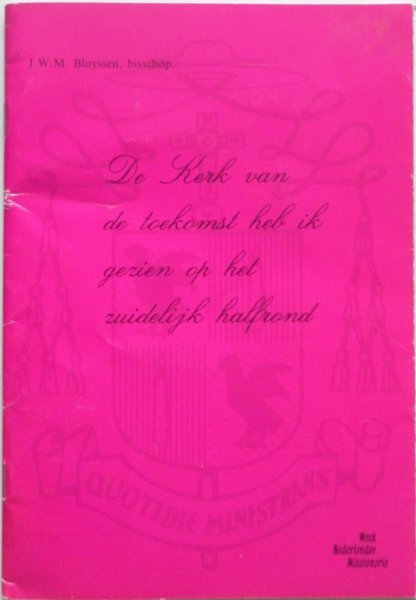 J.W.M. Bluyssen, bisschop
De Kerk van
de toekomst heb ik
gezien op het
zuidelijk halfrond
QUOTIDIE MINISTRANS
Week
Nederlandse
Missionaris